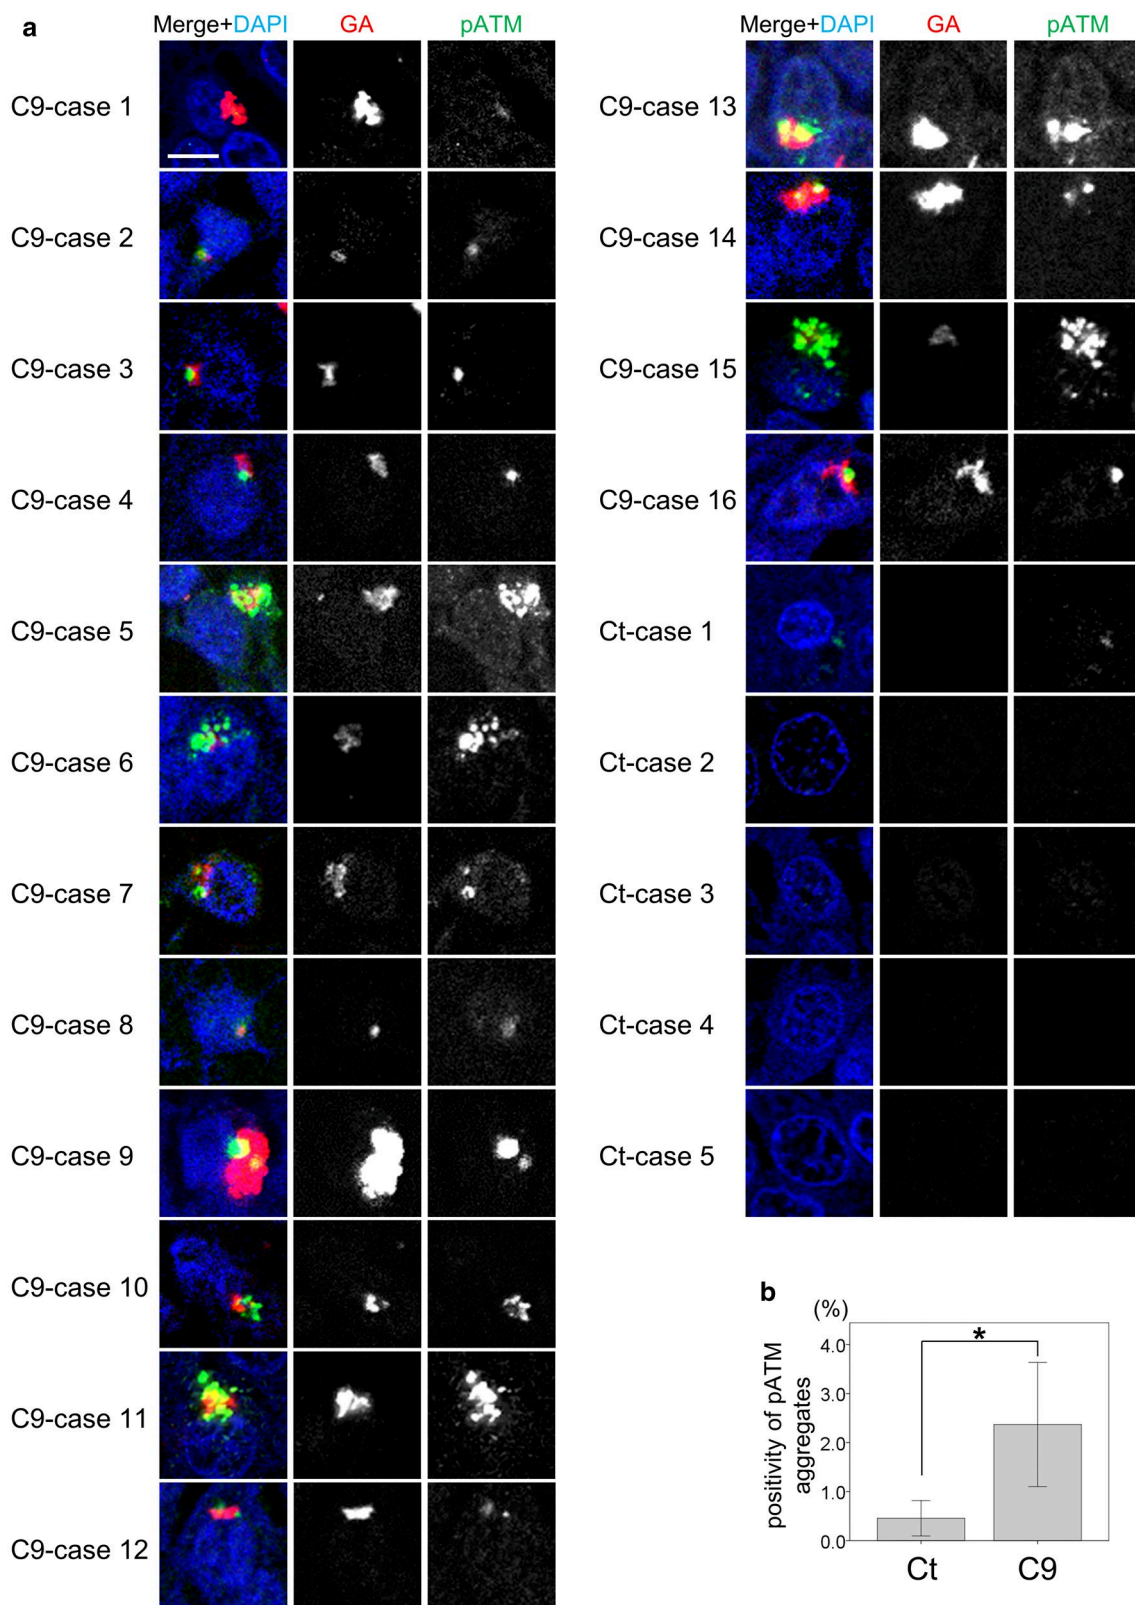 a
Merge+DAPI GA pATM
C9-case 1
C9-case 2
C9-case 3
C9-case 4
C9-case 5
C9-case 6
C9-case 7
C9-case 8
C9-case 9
C9-case 10
C9-case 11
C9-case 12
Merge+DAPI GA pATM
C9-case 13
C9-case 14
C9-case 15
C9-case 16
Ct-case 1
Ct-case 2
Ct-case 3
Ct-case 4
Ct-case 5
b
(%)
positivity of pATM
aggregates
4.0
3.0
2.0
1.0
0.0
*
Ct C9